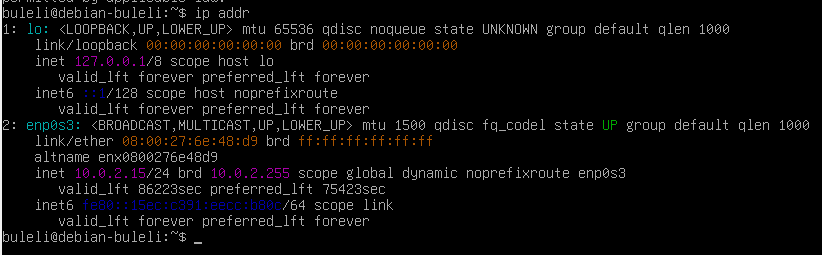 permitted by applicable law.
buleli@debian-buleli:~$ ip addr
1: lo: <LOOPBACK,UP,LOWER_UP> mtu 65536 qdisc noqueue state UNKNOWN group default qlen 1000
    link/loopback 00:00:00:00:00:00 brd 00:00:00:00:00:00
    inet 127.0.0.1/8 scope host lo
       valid_lft forever preferred_lft forever
    inet6 ::1/128 scope host noprefixroute
       valid_lft forever preferred_lft forever
2: enp0s3: <BROADCAST,MULTICAST,UP,LOWER_UP> mtu 1500 qdisc fq_codel state UP group default qlen 1000
    link/ether 08:00:27:6e:48:d9 brd ff:ff:ff:ff:ff:ff
    altname enx0800276e48d9
    inet 10.0.2.15/24 brd 10.0.2.255 scope global dynamic noprefixroute enp0s3
       valid_lft 86223sec preferred_lft 75423sec
    inet6 /64 scope link
       valid_lft forever preferred_lft forever
buleli@debian-buleli:~$ _